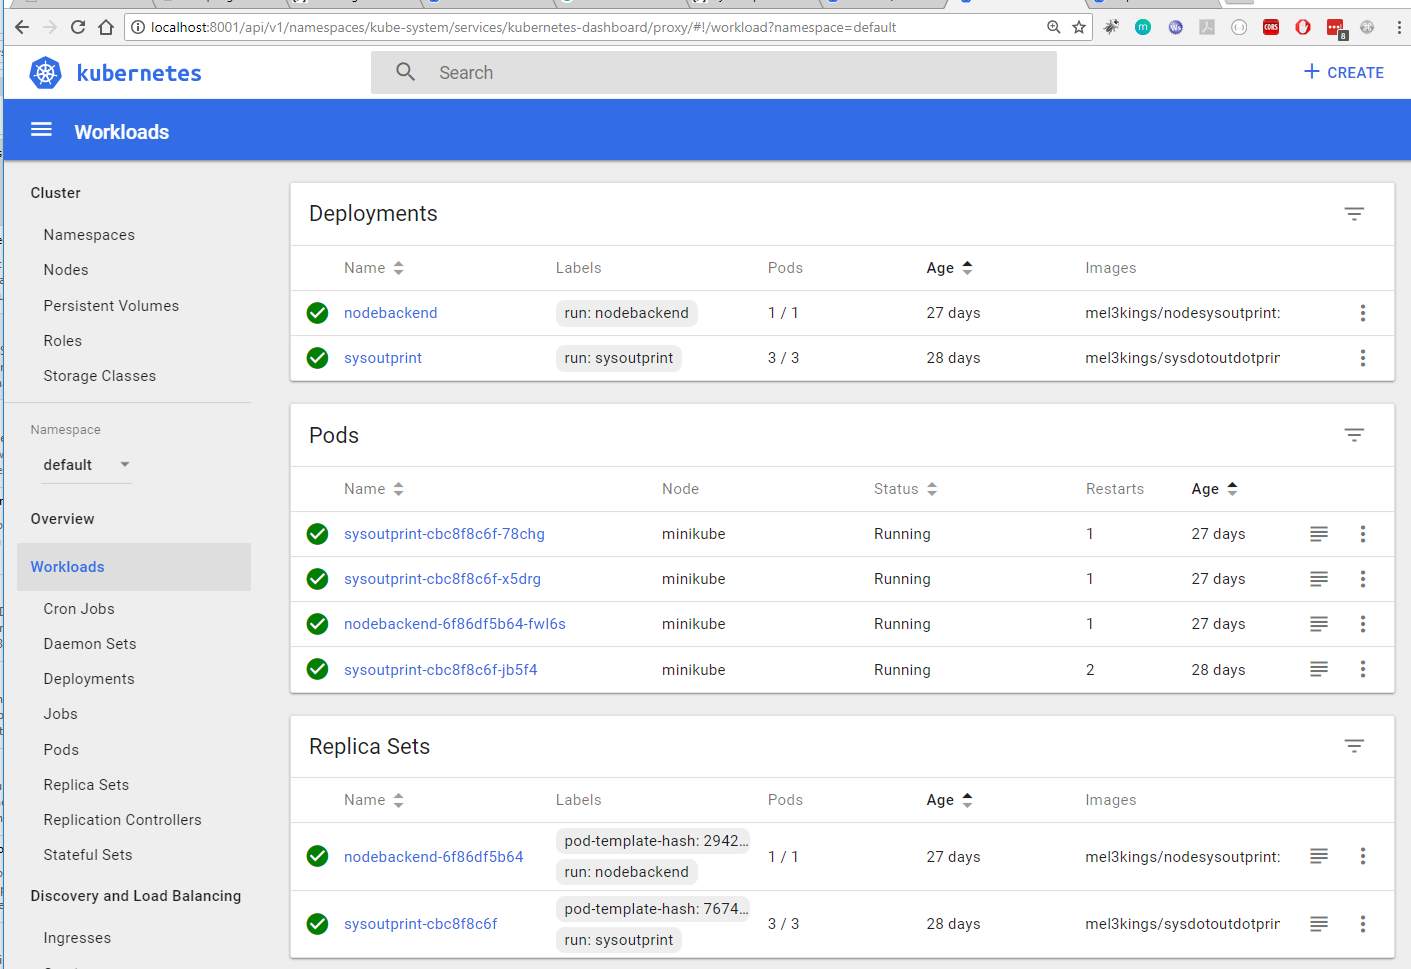 localhost:8001/api/v1/namespaces/kube-system/services/kubernetes-dashboard/proxy/#!/workload?namespace=default
kubernetes
Search
+ CREATE
Workloads
Cluster
Namespaces
Nodes
Persistent Volumes
Roles
Storage Classes
Namespace
default
Overview
Workloads
Cron Jobs
Daemon Sets
Deployments
Jobs
Pods
Replica Sets
Replication Controllers
Stateful Sets
Discovery and Load Balancing
Ingresses
Deployments
Name Labels Pods Age Images
nodebackend run: nodebackend 1 / 1 27 days mel3kings/nodesysoutprint:
sysoutprint run: sysoutprint 3 / 3 28 days mel3kings/sysdotoutdotprin
Pods
Name Node Status Restarts Age
sysoutprint-cbc8f8c6f-78chg minikube Running 1 27 days
sysoutprint-cbc8f8c6f-x5drg minikube Running 1 27 days
nodebackend-6f86df5b64-fwl6s minikube Running 1 27 days
sysoutprint-cbc8f8c6f-jb5f4 minikube Running 2 28 days
Replica Sets
Name Labels Pods Age Images
nodebackend-6f86df5b64 pod-template-hash: 2942... run: nodebackend 1 / 1 27 days mel3kings/nodesysoutprint:
sysoutprint-cbc8f8c6f pod-template-hash: 7674... run: sysoutprint 3 / 3 28 days mel3kings/sysdotoutdotprin